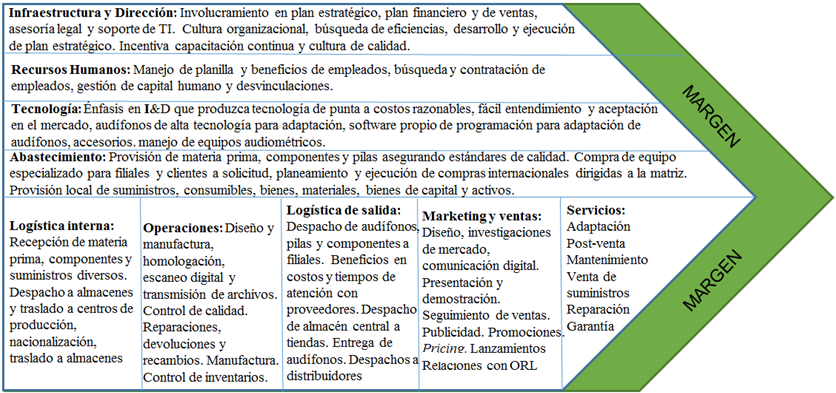 Infraestructura y Dirección: Involucramiento en plan estratégico, plan financiero y de ventas,
asesoría legal y soporte de TI. Cultura organizacional, búsqueda de eficiencias, desarrollo y ejecución
de plan estratégico. Incentiva capacitación continua y cultura de calidad.
Recursos Humanos: Manejo de planilla y beneficios de empleados, búsqueda y contratación de
empleados, gestión de capital humano y desvinculaciones.
Tecnología: Énfasis en I&D que produzca tecnología de punta a costos razonables, fácil entendimiento y aceptación
en el mercado, audífonos de alta tecnología para adaptación, software propio de programación para adaptación de
audífonos, accesorios. manejo de equipos audiométricos.
Abastecimiento: Provisión de materia prima, componentes y pilas asegurando estándares de calidad. Compra de equipo
especializado para filiales y clientes a solicitud, planeamiento y ejecución de compras internacionales dirigidas a la matriz.
Provisión local de suministros, consumibles, bienes, materiales, bienes de capital y activos.
Logística interna:
Recepción de materia
prima, componentes y
suministros diversos.
Despacho a almacenes
y traslado a centros de
producción,
nacionalización,
traslado a almacenes
Operaciones: Diseño y
manufactura,
homologación,
escaneo digital y
transmisión de archivos.
Control de calidad.
Reparaciones,
devoluciones y
recambios. Manufactura.
Control de inventarios.
Logística de salida:
Despacho de audífonos,
pilas y componentes a
filiales. Beneficios en
costos y tiempos de
atención con
proveedores. Despacho
de almacén central a
tiendas. Entrega de
audífonos. Despachos a
distribuidores
Marketing y ventas:
Diseño, investigaciones
de mercado,
comunicación digital.
Presentación y
demostración.
Seguimiento de ventas.
Publicidad. Promociones.
Pricing. Lanzamientos
Relaciones con ORL
Servicios:
Adaptación
Post-venta
Mantenimiento
Venta de
suministros
Reparación
Garantía
MARGEN
MARGEN